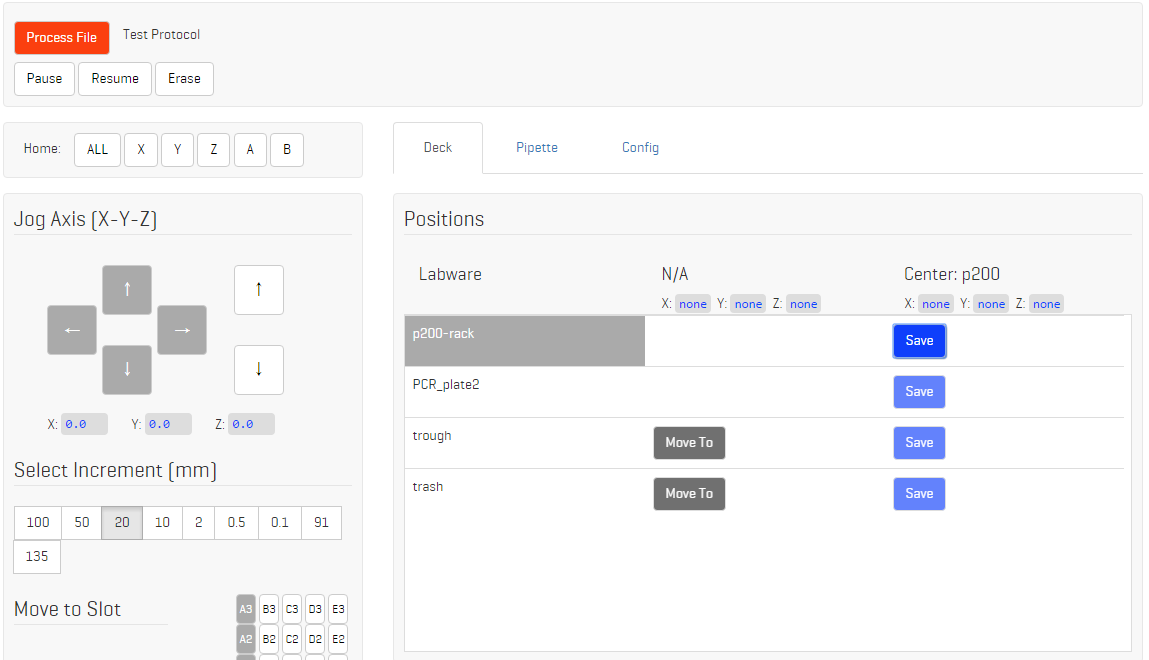 Process File Test Protocol
Pause Resume Erase
Home: ALL X Y Z A B
Deck Pipette Config
Jog Axis (X-Y-Z)
↑ ↑
← →
↓ ↓
X: 0.0 Y: 0.0 Z: 0.0
Select Increment (mm)
100 50 20 10 2 0.5 0.1 91
135
Move to Slot
A3 B3 C3 D3 E3
A2 B2 C2 D2 E2
Positions
Labware N/A Center: p200
X: none Y: none Z: none X: none Y: none Z: none
p200-rack Save
PCR_plate2 Save
trough Move To Save
trash Move To Save